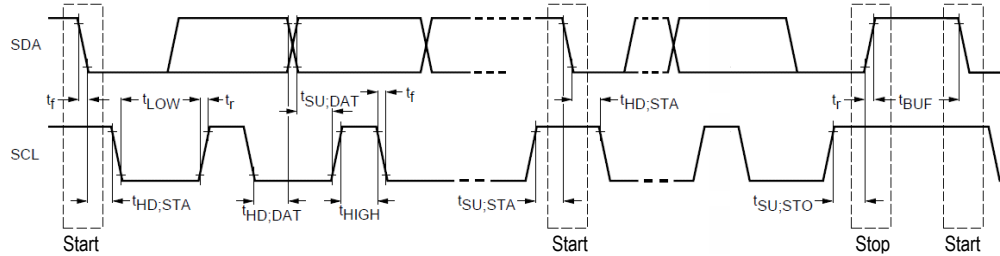 SDA
tf
tLOW
tr
tSU;DAT
tf
tHD;STA
tr
tBUF
SCL
tHD;STA
tHD;DAT
tHIGH
tSU;STA
tSU;STO
Start
Start
Stop
Start